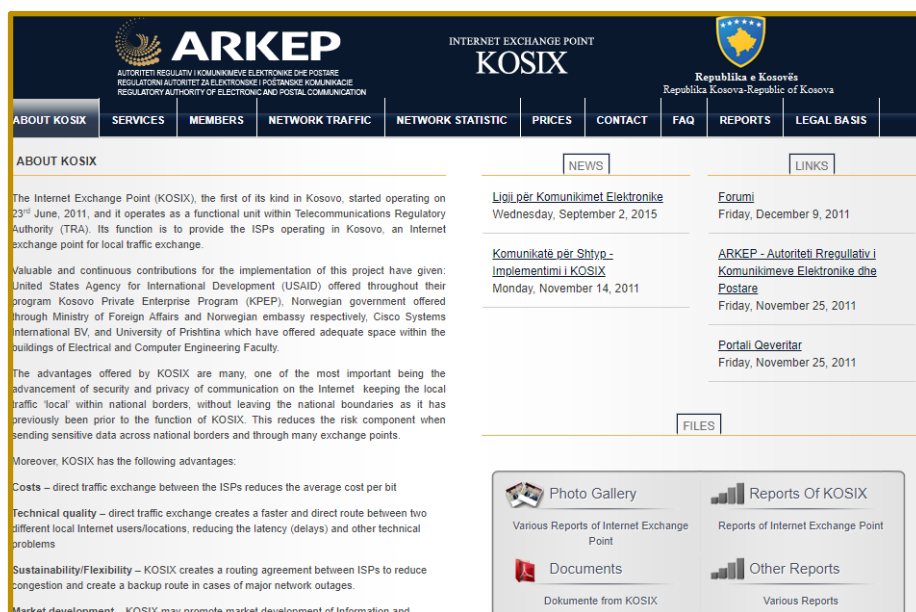 ARKEP
AUTORITETI REGULATIV I KOMUNIKIMEVE ELEKTRONIKE DHE POSTARE
REGULATORNI AUTORITET ZA ELEKTRONSKE I POŠTANSKE KOMUNIKACIE
REGULATORY AUTHORITY OF ELECTRONIC AND POSTAL COMMUNICATION
INTERNET EXCHANGE POINT
KOSIX
Republika e Kosovës
Republika Kosova-Republic of Kosova
ABOUT KOSIX SERVICES MEMBERS NETWORK TRAFFIC NETWORK STATISTIC PRICES CONTACT FAQ REPORTS LEGAL BASIS
ABOUT KOSIX
The Internet Exchange Point (KOSIX), the first of its kind in Kosovo, started operating on
23rd June, 2011, and it operates as a functional unit within Telecommunications Regulatory
Authority (TRA). Its function is to provide the ISPs operating in Kosovo, an Internet
exchange point for local traffic exchange.
Valuable and continuous contributions for the implementation of this project have given:
United States Agency for International Development (USAID) offered throughout their
program Kosovo Private Enterprise Program (KPEP), Norwegian government offered
through Ministry of Foreign Affairs and Norwegian embassy respectively, Cisco Systems
International BV, and University of Prishtina which have offered adequate space within the
buildings of Electrical and Computer Engineering Faculty.
The advantages offered by KOSIX are many, one of the most important being the
advancement of security and privacy of communication on the Internet keeping the local
traffic 'local' within national borders, without leaving the national boundaries as it has
previously been prior to the function of KOSIX. This reduces the risk component when
sending sensitive data across national borders and through many exchange points.
Moreover, KOSIX has the following advantages:
Costs – direct traffic exchange between the ISPs reduces the average cost per bit
Technical quality – direct traffic exchange creates a faster and direct route between two
different local Internet users/locations, reducing the latency (delays) and other technical
problems
Sustainability/Flexibility – KOSIX creates a routing agreement between ISPs to reduce
congestion and create a backup route in cases of major network outages.
Market development – KOSIX may promote market development of Information and
NEWS
Ligji për Komunikimet Elektronike
Wednesday, September 2, 2015
Komunikatë për Shtyp -
Implementimi i KOSIX
Monday, November 14, 2011
LINKS
Forumi
Friday, December 9, 2011
ARKEP - Autoriteti Rregullativ i
Komunikimeve Elektronike dhe
Postare
Friday, November 25, 2011
Portali Qeveritar
Friday, November 25, 2011
FILES
Photo Gallery
Various Reports of Internet Exchange
Point
Reports Of KOSIX
Reports of Internet Exchange Point
Documents
Dokumente from KOSIX
Other Reports
Various Reports